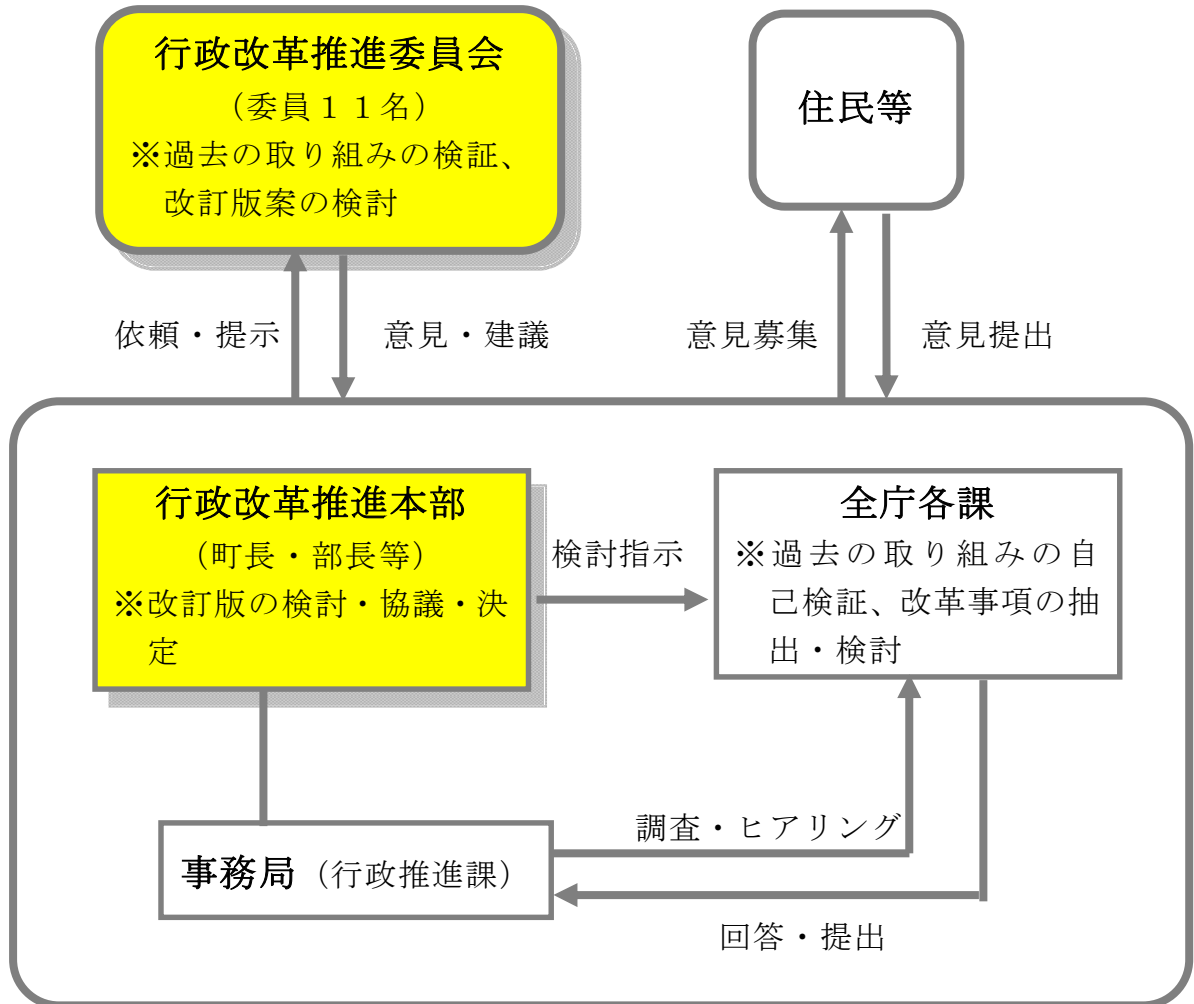 行政改革推進委員会
（委員１１名）
※過去の取り組みの検証、
改訂版案の検討
住民等
依頼・提示
意見・建議
意見募集
意見提出
行政改革推進本部
（町長・部長等）
※改訂版の検討・協議・決
定
検討指示
全庁各課
※過去の取り組みの自
己検証、改革事項の抽
出・検討
調査・ヒアリング
事務局（行政推進課）
回答・提出